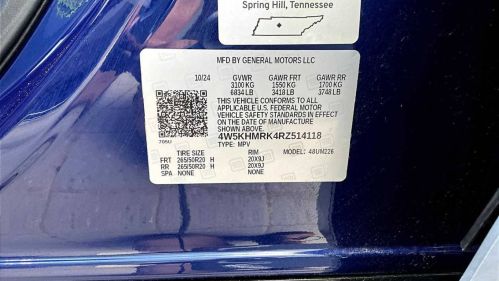 Spring Hill, Tennessee
MFD BY GENERAL MOTORS LLC
10/24 GVWR GAWR FRT GAWR RR
3100 KG 1550 KG 1700 KG
6834 LB 3418 LB 3748 LB
THIS VEHICLE CONFORMS TO ALL
APPLICABLE U.S. FEDERAL MOTOR
VEHICLE SAFETY STANDARDS IN EFFECT
ON THE DATE OF MANUFACTURE SHOWN ABOVE.
4W5KHMRK4RZ514118
TYPE: MPV MODEL: 48UM226
TIRE SIZE RIM
FRT 265/50R20 H 20X9J
RR 265/50R20 H 20X9J
SPA NONE NONE